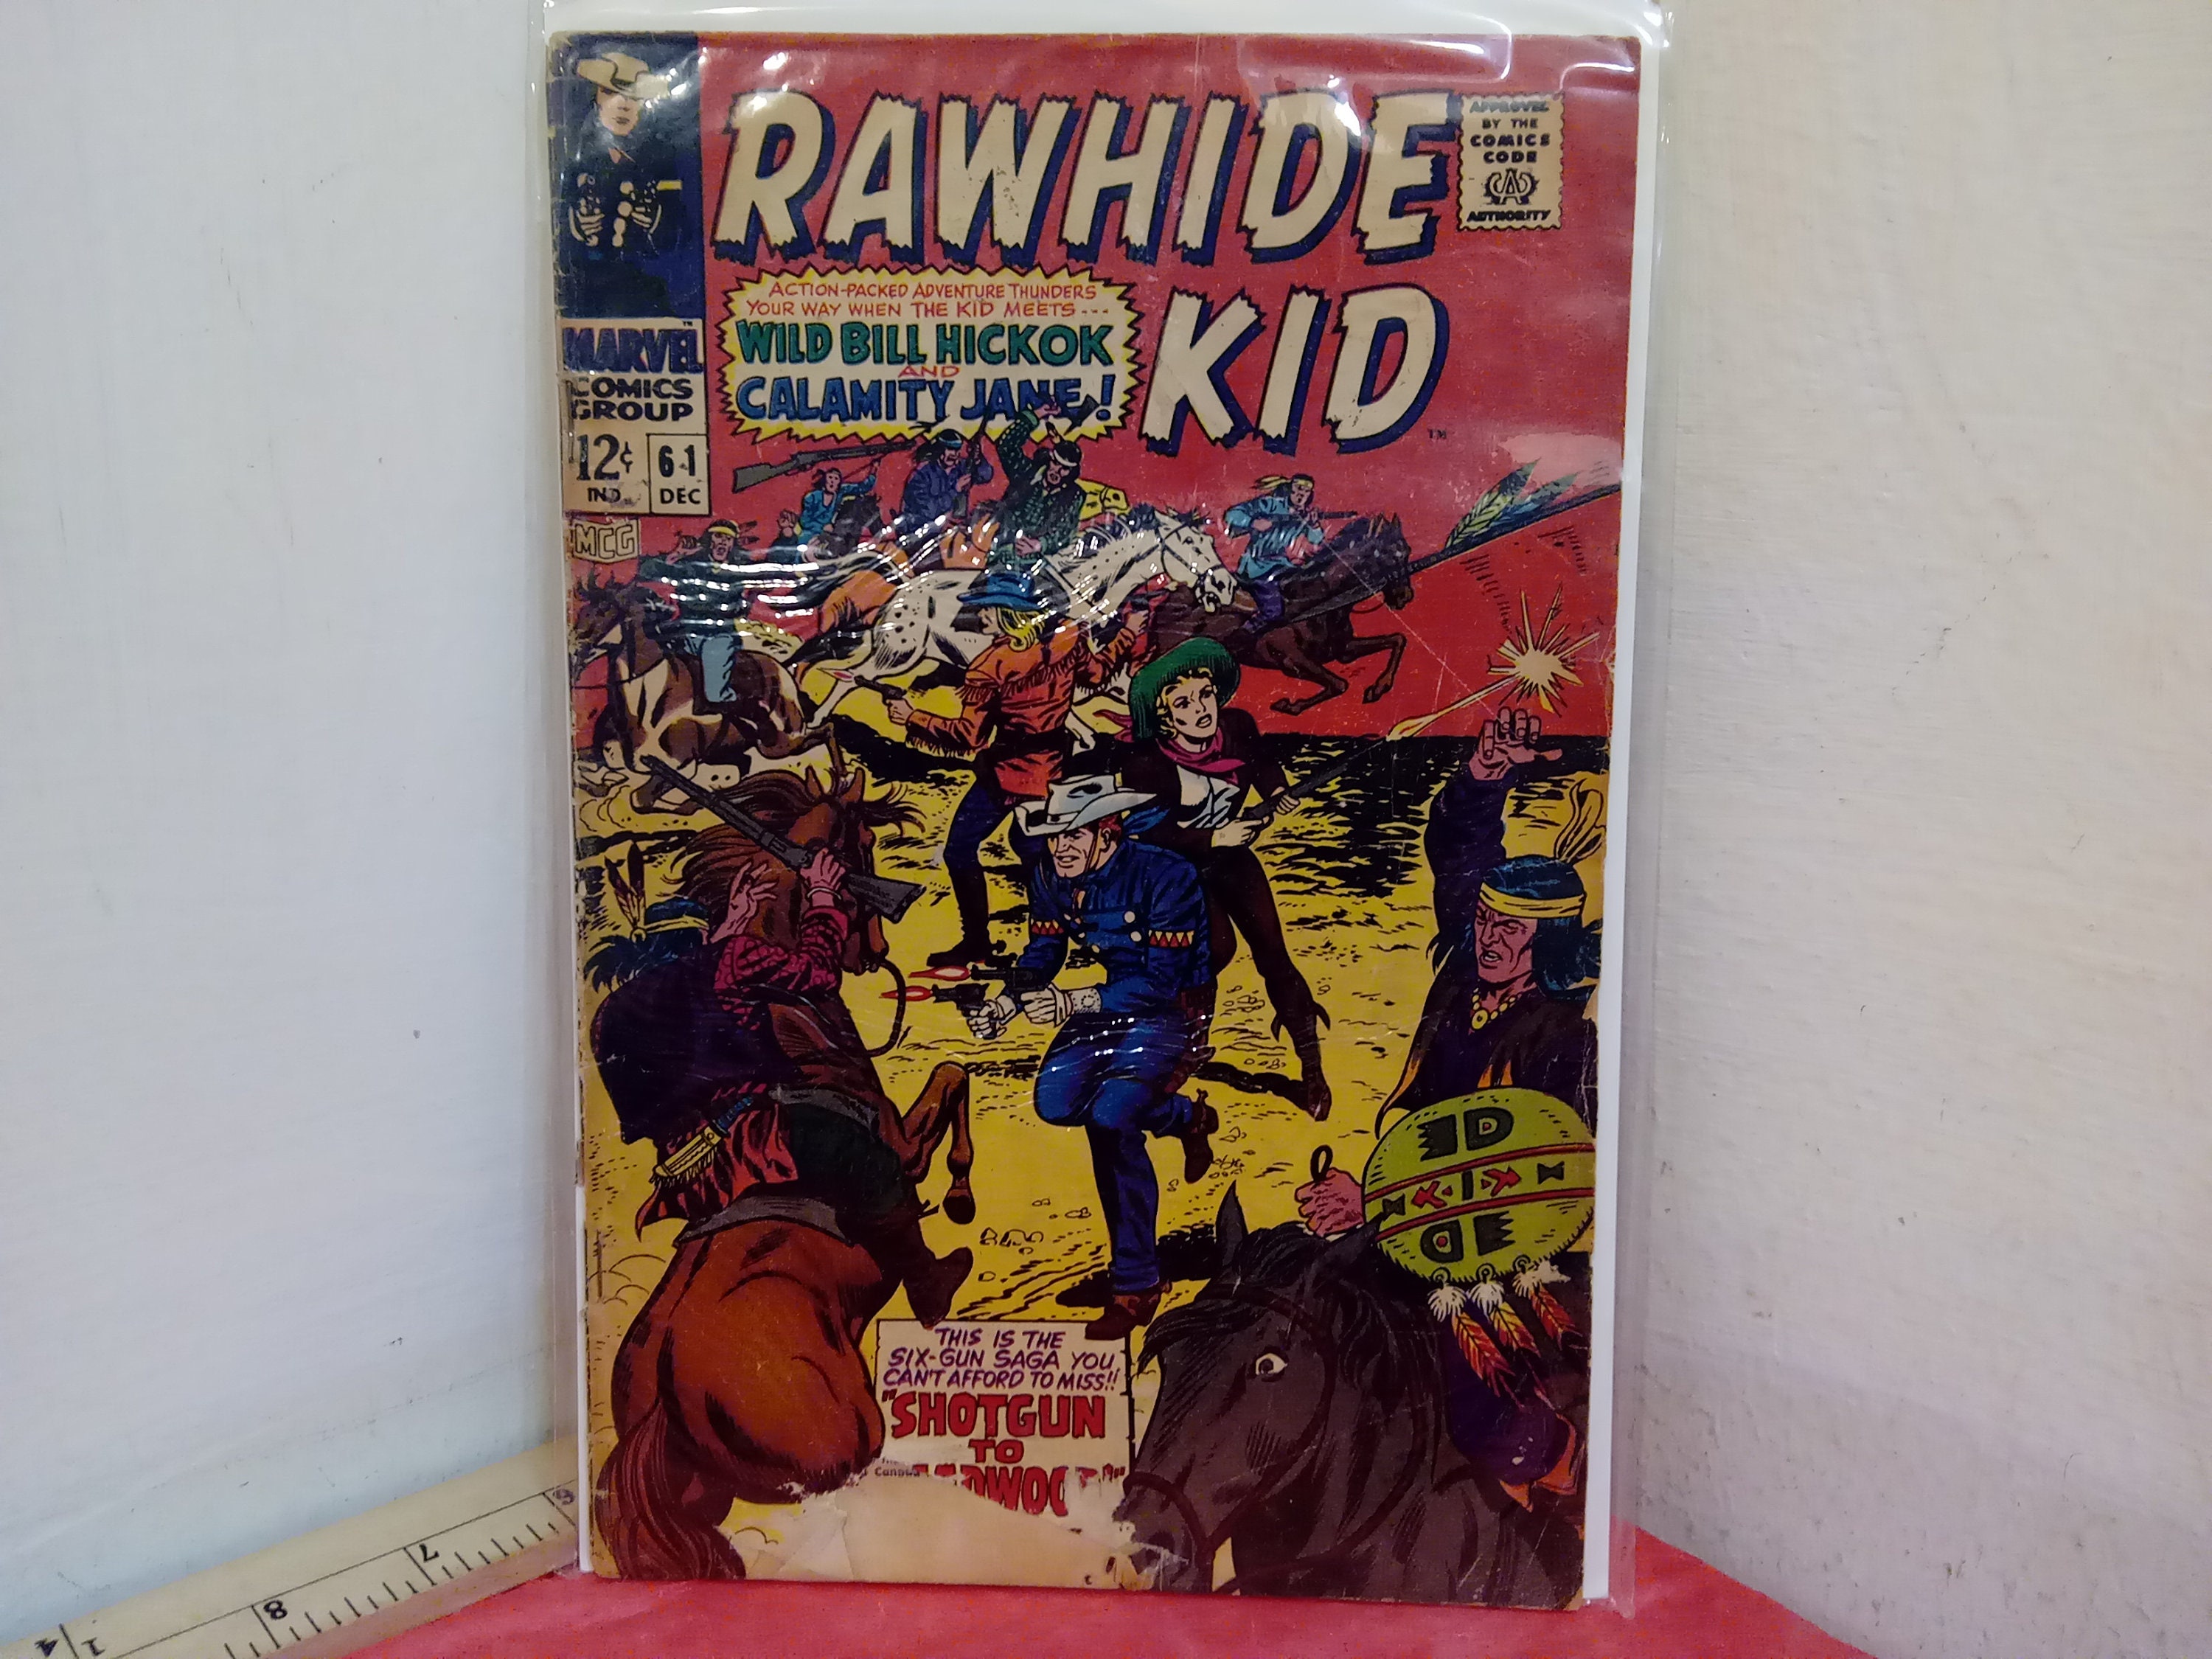 RAWHIDE
KID
™
APPROVED
BY THE
COMICS
CODE
AUTHORITY
ACTION-PACKED ADVENTURE THUNDERS
YOUR WAY WHEN THE KID MEETS---
WILD BILL HICKOK
AND
CALAMITY JANE!
MARVEL™
COMICS
GROUP
12¢
IND.
61
DEC
MCG
THIS IS THE
SIX-GUN SAGA YOU
CAN'T AFFORD TO MISS!!
"SHOTGUN
TO
7
8